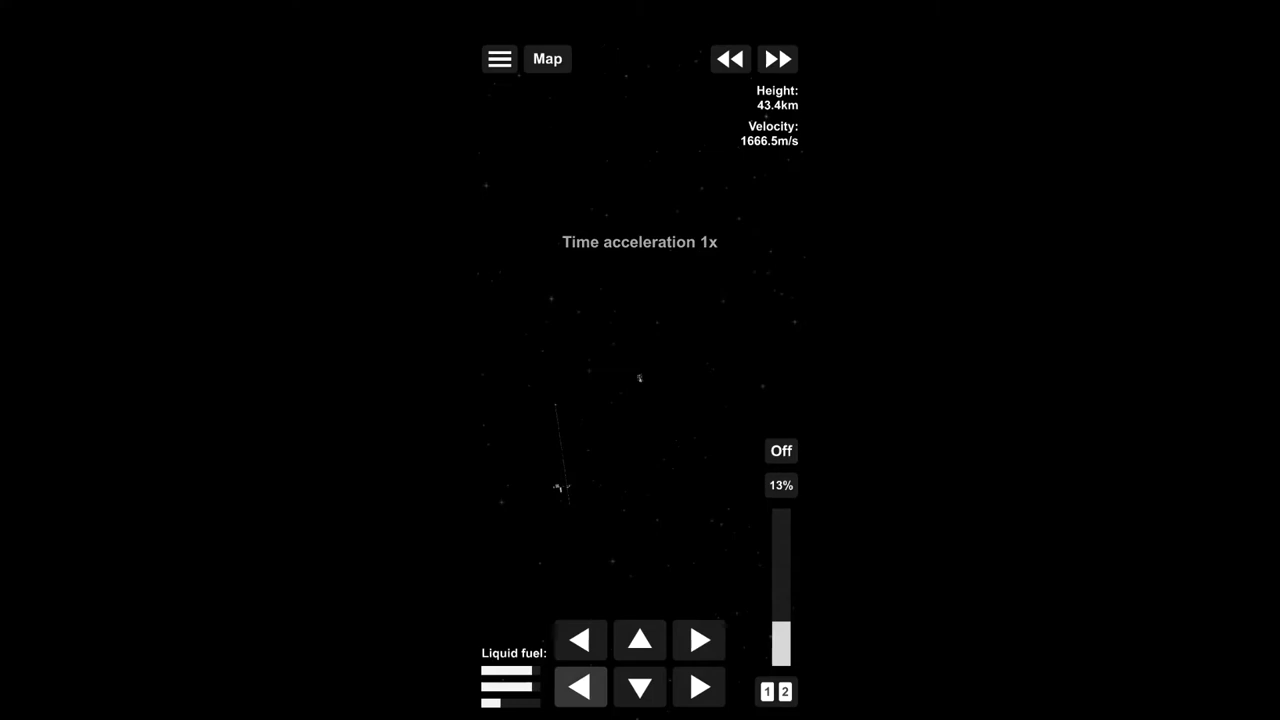 Map
Height:
43.4km
Velocity:
1666.5m/s
Time acceleration 1x
Off
13%
Liquid fuel:
1 2